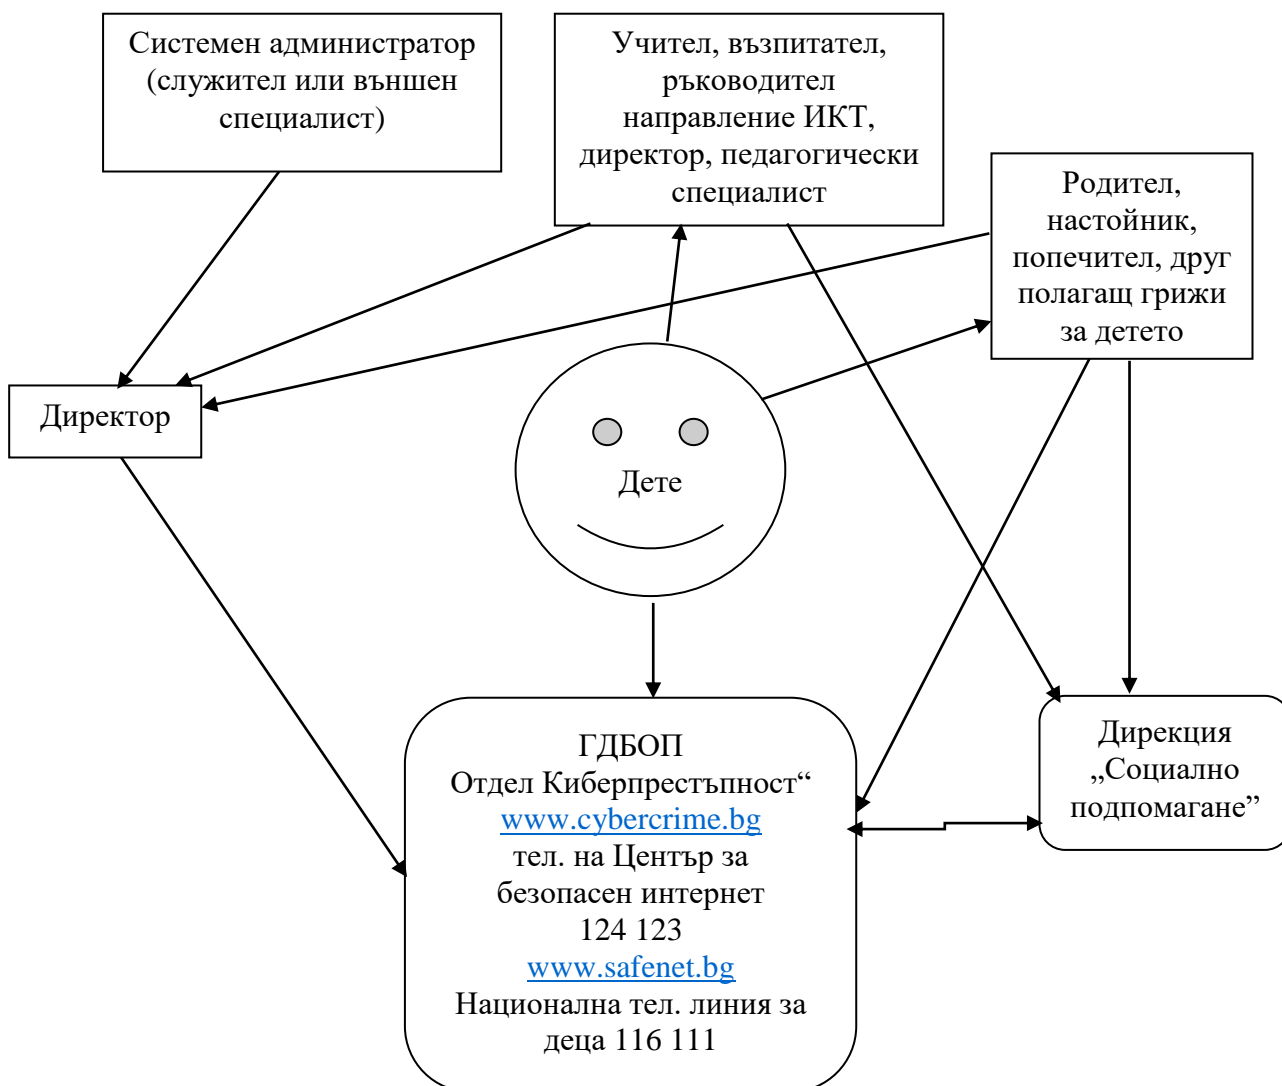 Системен администратор
(служител или външен
специалист)
Учител, възпитател,
ръководител
направление ИКТ,
директор, педагогически
специалист
Родител,
настойник,
попечител, друг
полагащ грижи
за детето
Директор
Дете
ГДБОП
Отдел Киберпрестъпност“
www.cybercrime.bg
тел. на Център за
безопасен интернет
124 123
www.safenet.bg
Национална тел. линия за
деца 116 111
Дирекция
„Социално
подпомагане”